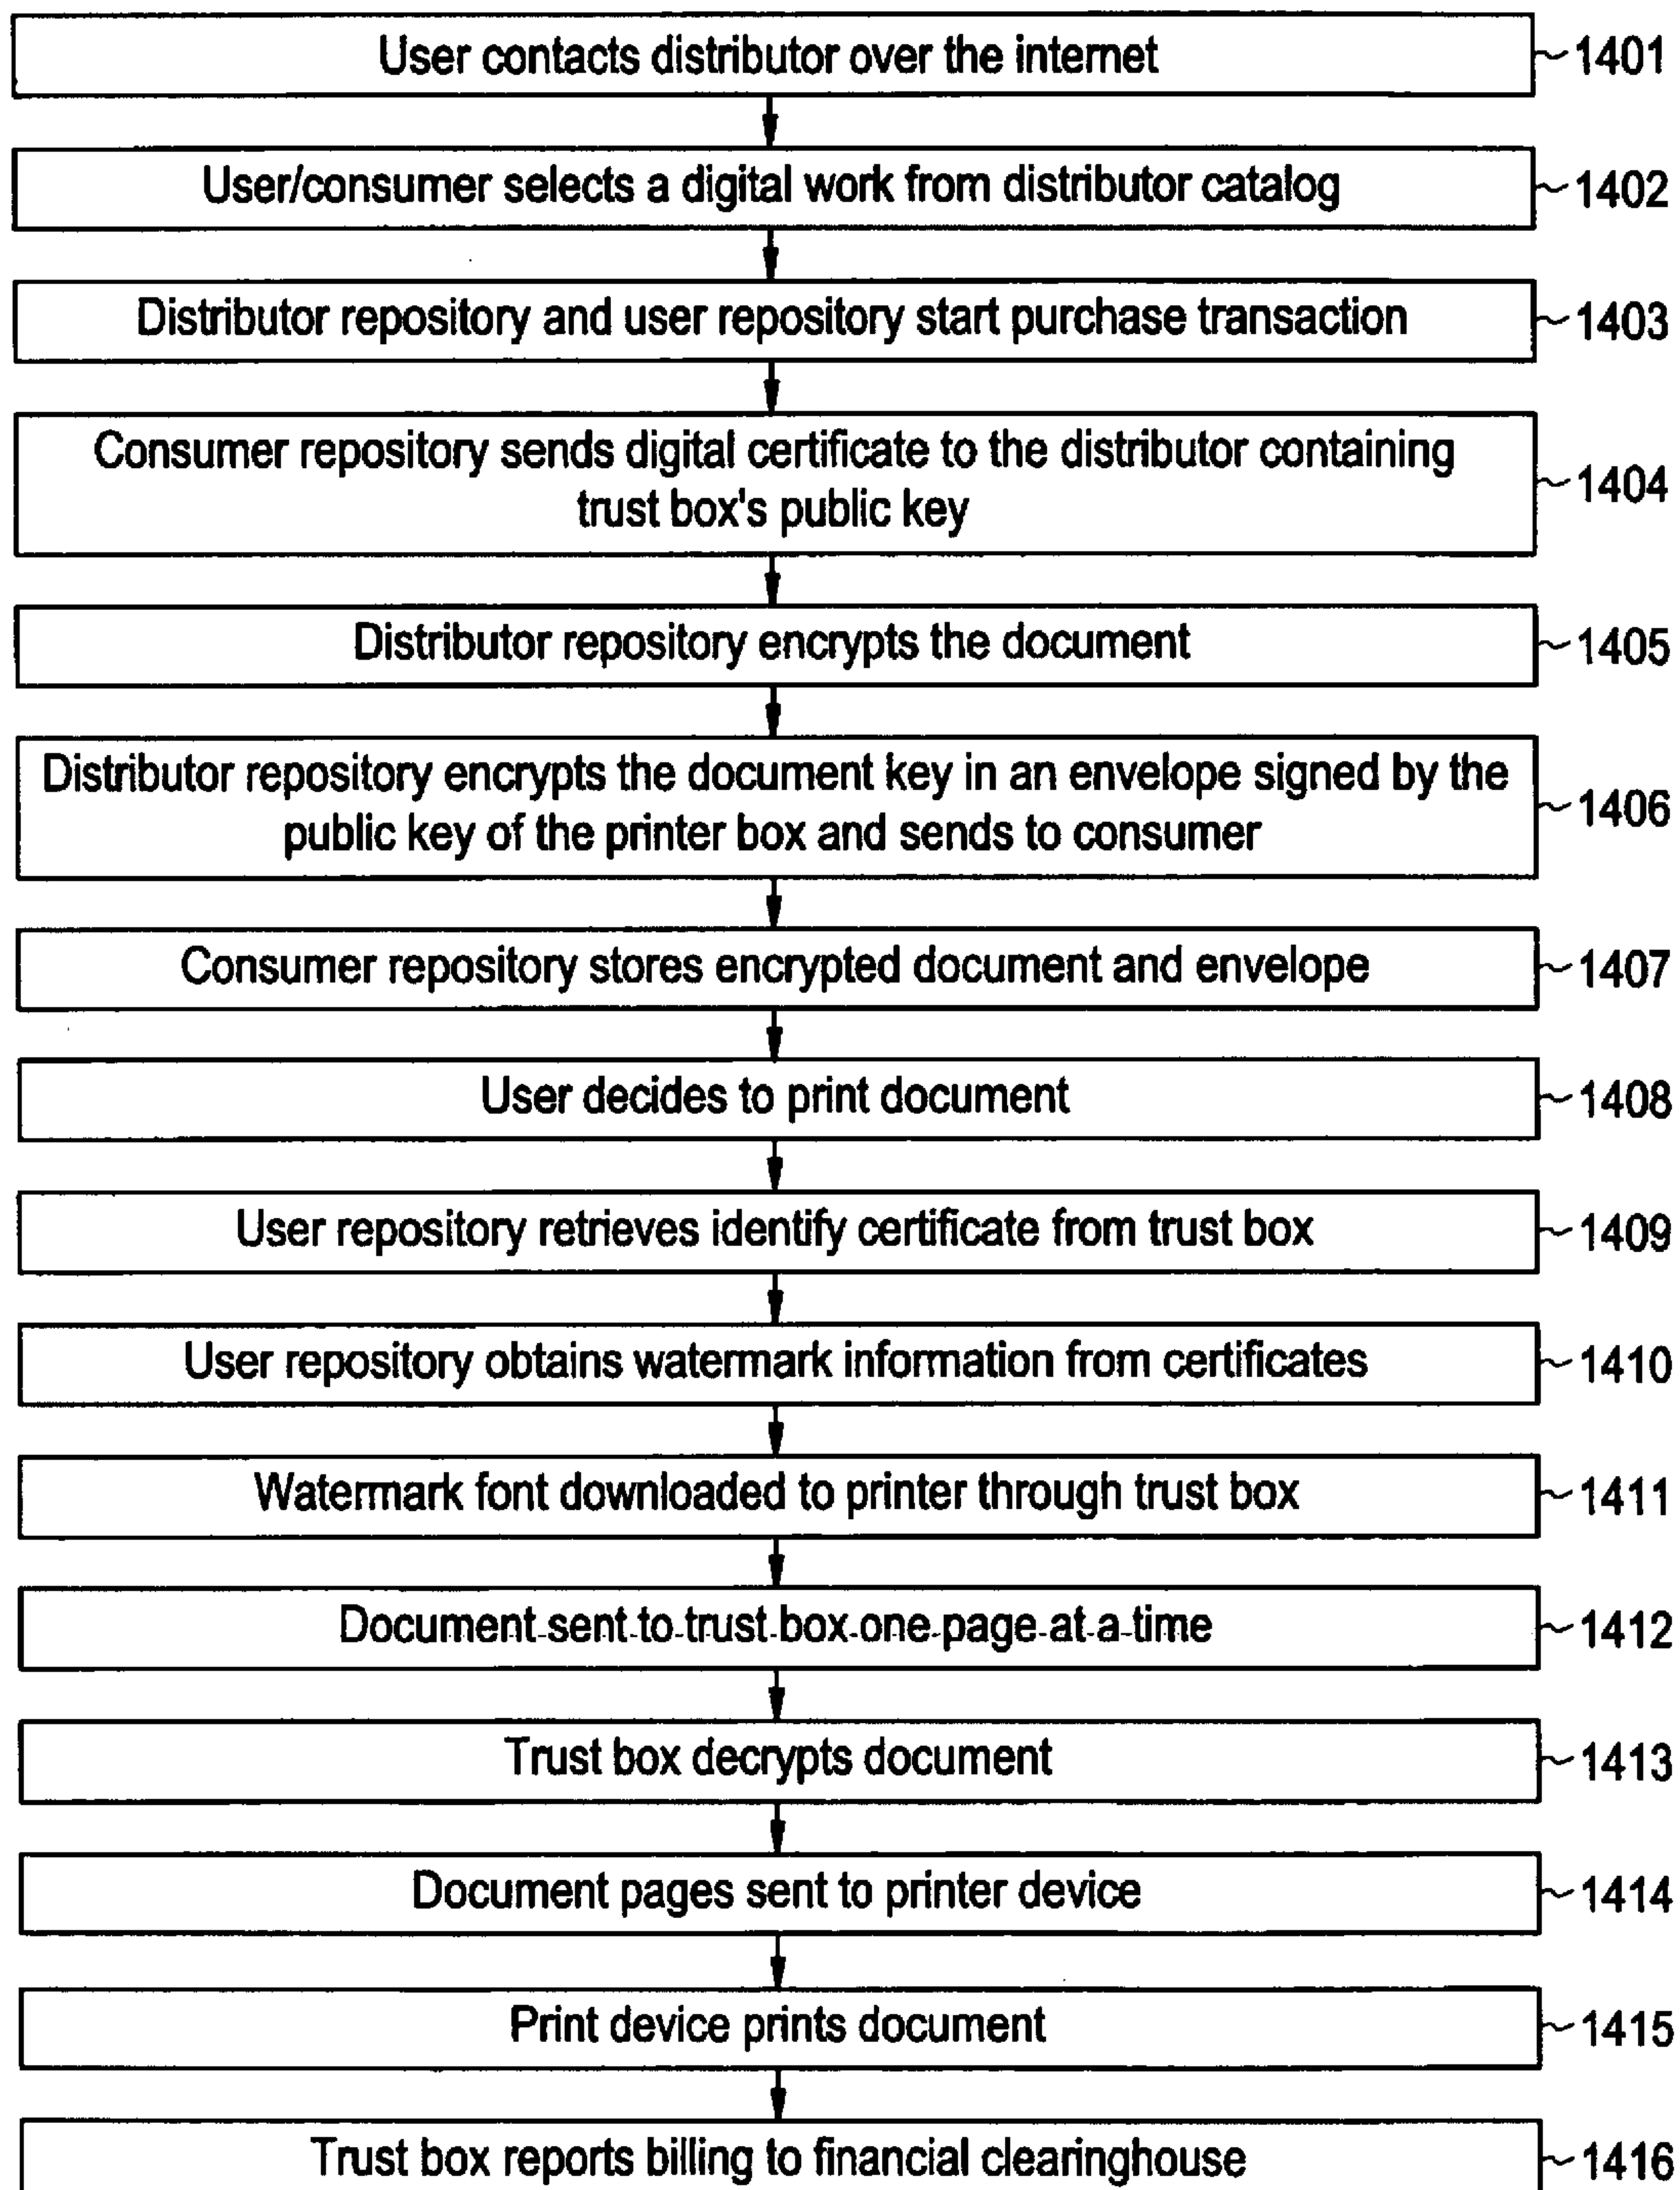 User contacts distributor over the internet
1401
User/consumer selects a digital work from distributor catalog
1402
Distributor repository and user repository start purchase transaction
1403
Consumer repository sends digital certificate to the distributor containing
trust box's public key
1404
Distributor repository encrypts the document
1405
Distributor repository encrypts the document key in an envelope signed by the
public key of the printer box and sends to consumer
1406
Consumer repository stores encrypted document and envelope
1407
User decides to print document
1408
User repository retrieves identify certificate from trust box
1409
User repository obtains watermark information from certificates
1410
Watermark font downloaded to printer through trust box
1411
Document sent to trust box one page at a time
1412
Trust box decrypts document
1413
Document pages sent to printer device
1414
Print device prints document
1415
Trust box reports billing to financial clearinghouse
1416